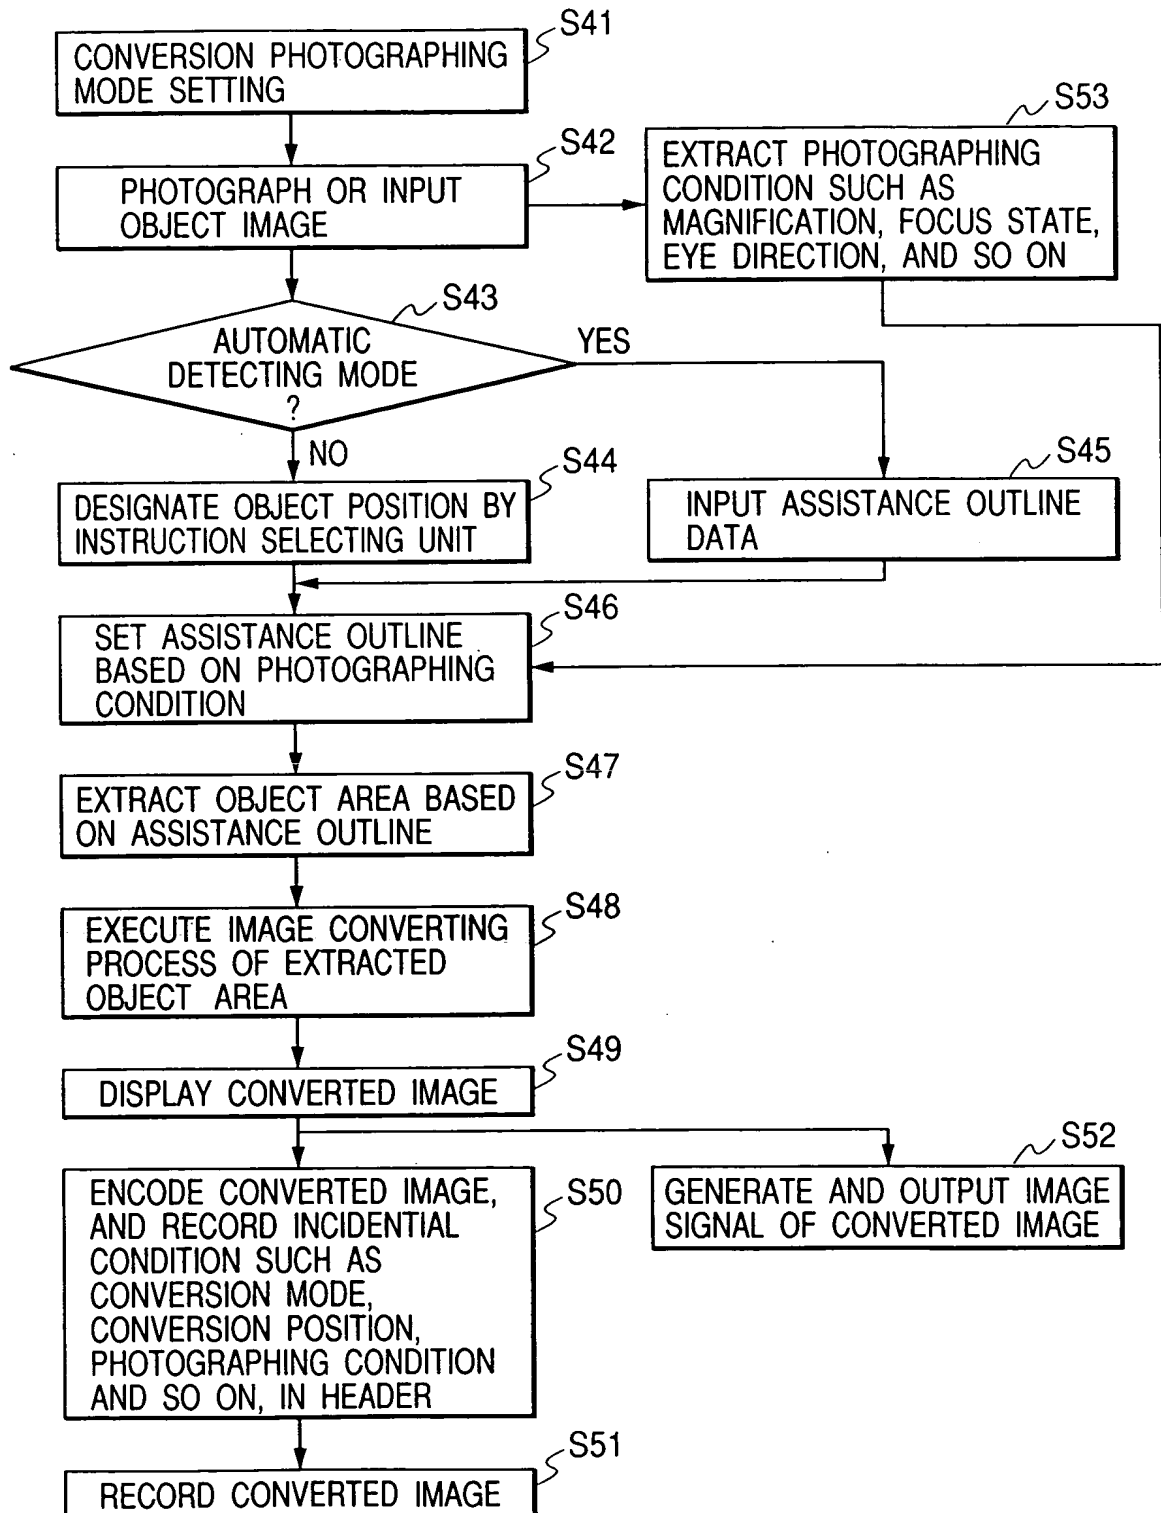 S41
CONVERSION PHOTOGRAPHING
MODE SETTING
S42
PHOTOGRAPH OR INPUT
OBJECT IMAGE
S53
EXTRACT PHOTOGRAPHING
CONDITION SUCH AS
MAGNIFICATION, FOCUS STATE,
EYE DIRECTION, AND SO ON
S43
AUTOMATIC
DETECTING MODE
?
YES
NO
S44
DESIGNATE OBJECT POSITION BY
INSTRUCTION SELECTING UNIT
S45
INPUT ASSISTANCE OUTLINE
DATA
S46
SET ASSISTANCE OUTLINE
BASED ON PHOTOGRAPHING
CONDITION
S47
EXTRACT OBJECT AREA BASED
ON ASSISTANCE OUTLINE
S48
EXECUTE IMAGE CONVERTING
PROCESS OF EXTRACTED
OBJECT AREA
S49
DISPLAY CONVERTED IMAGE
S50
ENCODE CONVERTED IMAGE,
AND RECORD INCIDENTIAL
CONDITION SUCH AS
CONVERSION MODE,
CONVERSION POSITION,
PHOTOGRAPHING CONDITION
AND SO ON, IN HEADER
S52
GENERATE AND OUTPUT IMAGE
SIGNAL OF CONVERTED IMAGE
S51
RECORD CONVERTED IMAGE